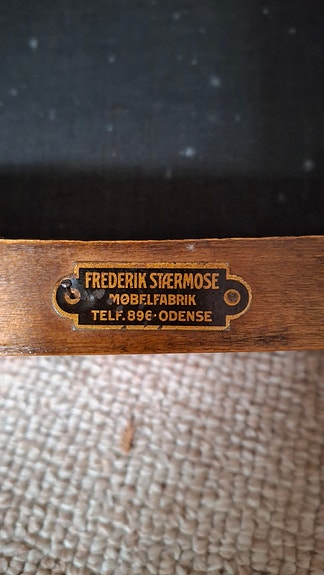 FREDERIK STÆRMOSE
MØBELFABRIK
TELF. 896 · ODENSE